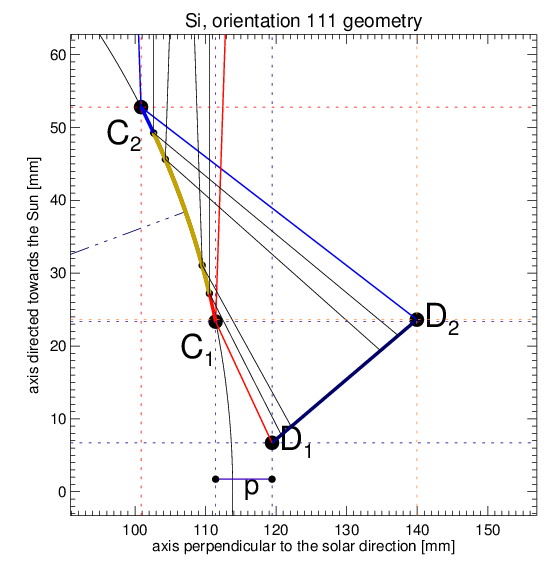 Si, orientation 111 geometry
axis directed towards the Sun [mm]
60
50
40
30
20
10
0
C2
C1
D2
D1
p
100 110 120 130 140 150
axis perpendicular to the solar direction [mm]